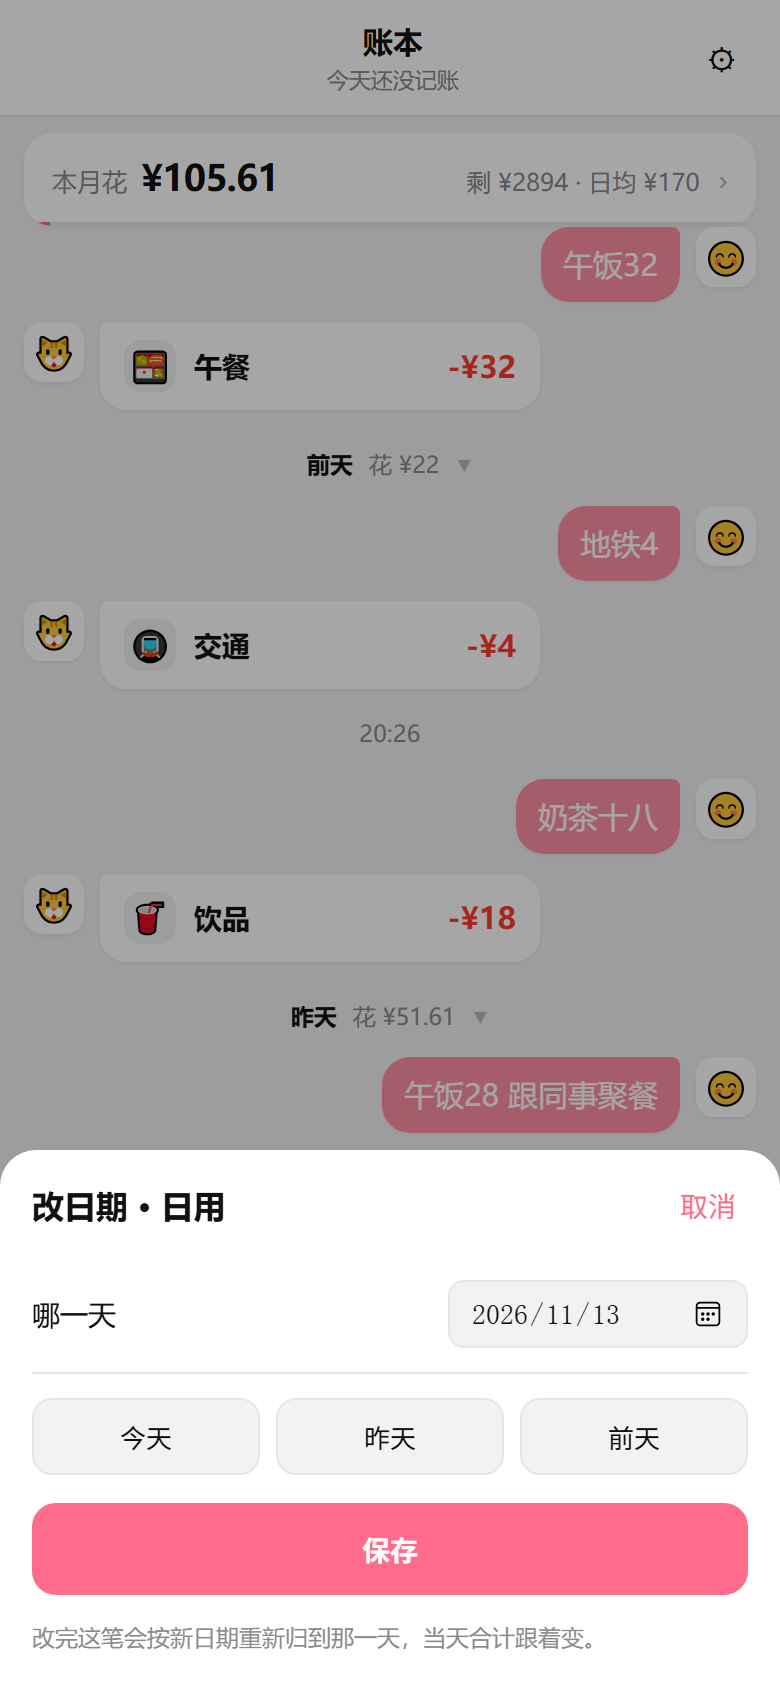 账本
今天还没记账
本月花 ¥105.61 剩 ¥2894 · 日均 ¥170 ›
午饭32
午餐 -¥32
前天 花 ¥22 ▼
地铁4
交通 -¥4
20:26
奶茶十八
饮品 -¥18
昨天 花 ¥51.61 ▼
午饭28 跟同事聚餐
改日期 · 日用 取消
哪一天 2026/11/13
今天 昨天 前天
保存
改完这笔会按新日期重新归到那一天，当天合计跟着变。